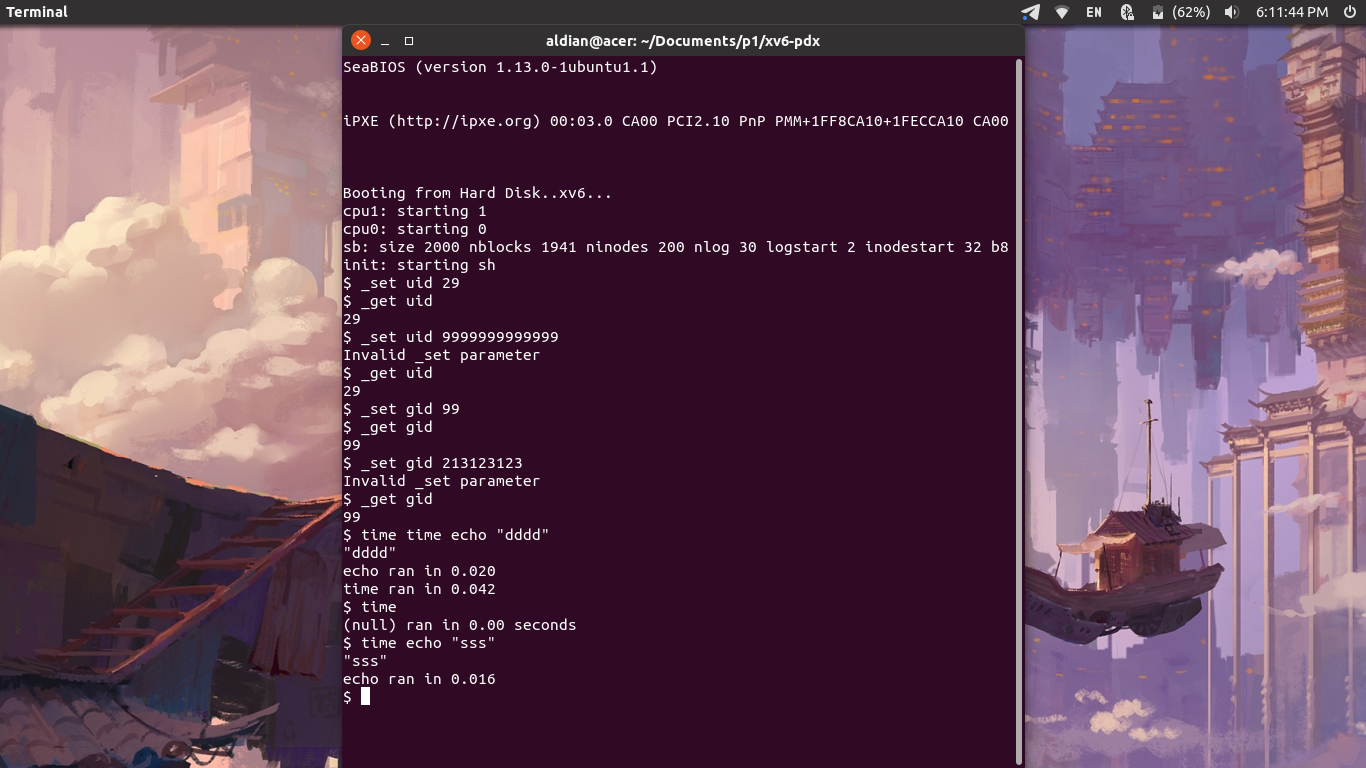 Terminal
EN
(62%)
6:11:44 PM
aldian@acer: ~/Documents/p1/xv6-pdx
SeaBIOS (version 1.13.0-1ubuntu1.1)
iPXE (http://ipxe.org) 00:03.0 CA00 PCI2.10 PnP PMM+1FF8CA10+1FECCA10 CA00
Booting from Hard Disk..xv6...
cpu1: starting 1
cpu0: starting 0
sb: size 2000 nblocks 1941 ninodes 200 nlog 30 logstart 2 inodestart 32 b8
init: starting sh
$ _set uid 29
$ _get uid
29
$ _set uid 9999999999999
Invalid _set parameter
$ _get uid
29
$ _set gid 99
$ _get gid
99
$ _set gid 213123123
Invalid _set parameter
$ _get gid
99
$ time time echo "dddd"
"dddd"
echo ran in 0.020
time ran in 0.042
$ time
(null) ran in 0.00 seconds
$ time echo "sss"
"sss"
echo ran in 0.016
$